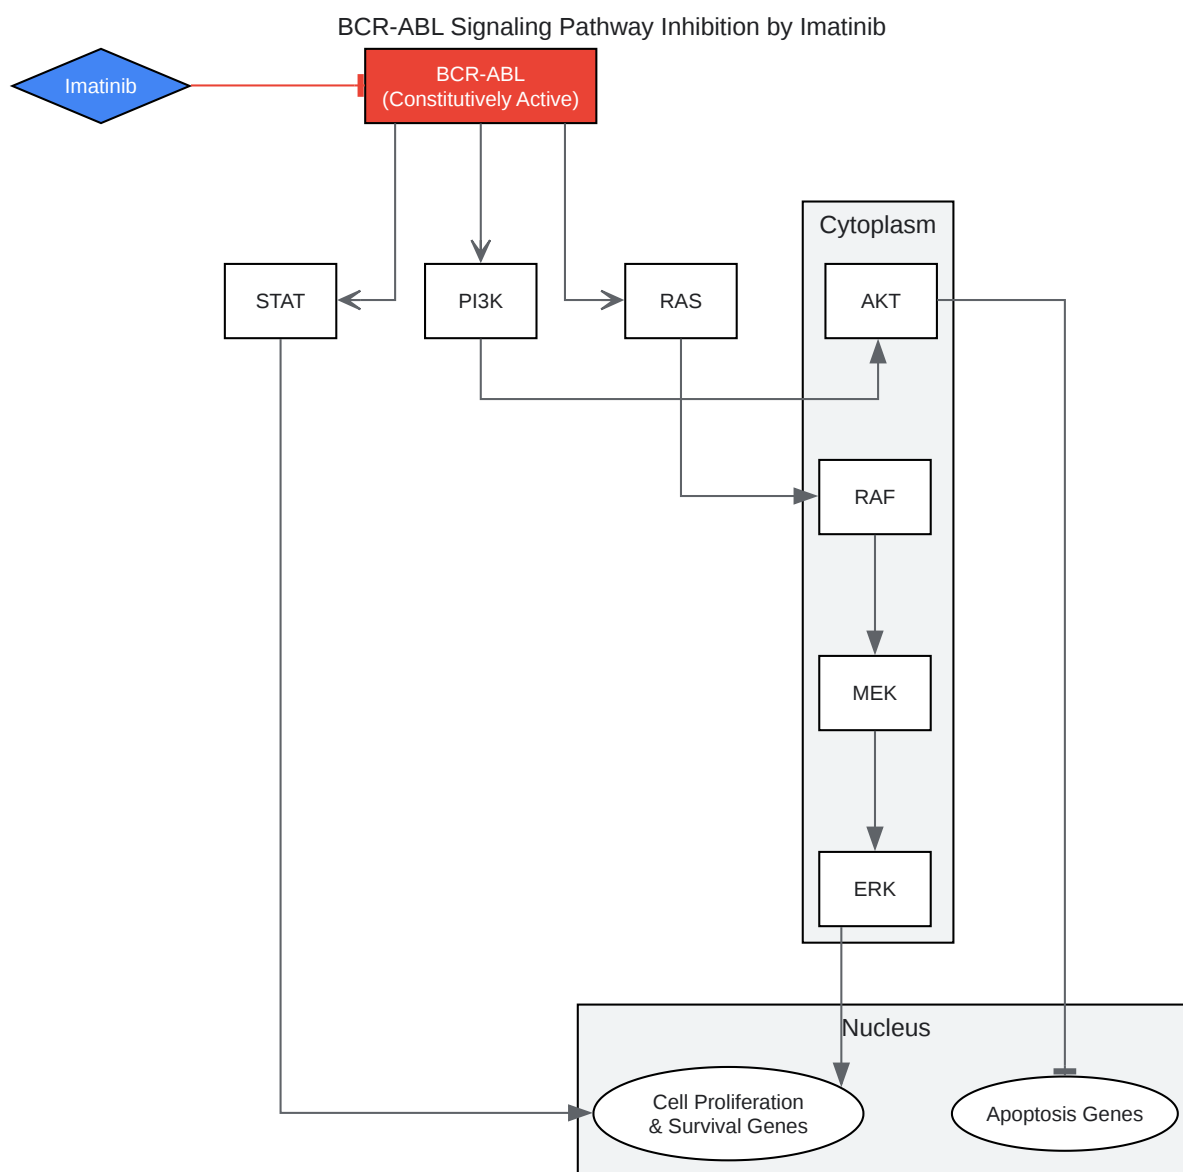 BCR-ABL Signaling Pathway Inhibition by Imatinib
Imatinib
BCR-ABL
(Constitutively Active)
Cytoplasm
STAT
PI3K
RAS
AKT
RAF
MEK
ERK
Nucleus
Cell Proliferation
& Survival Genes
Apoptosis Genes